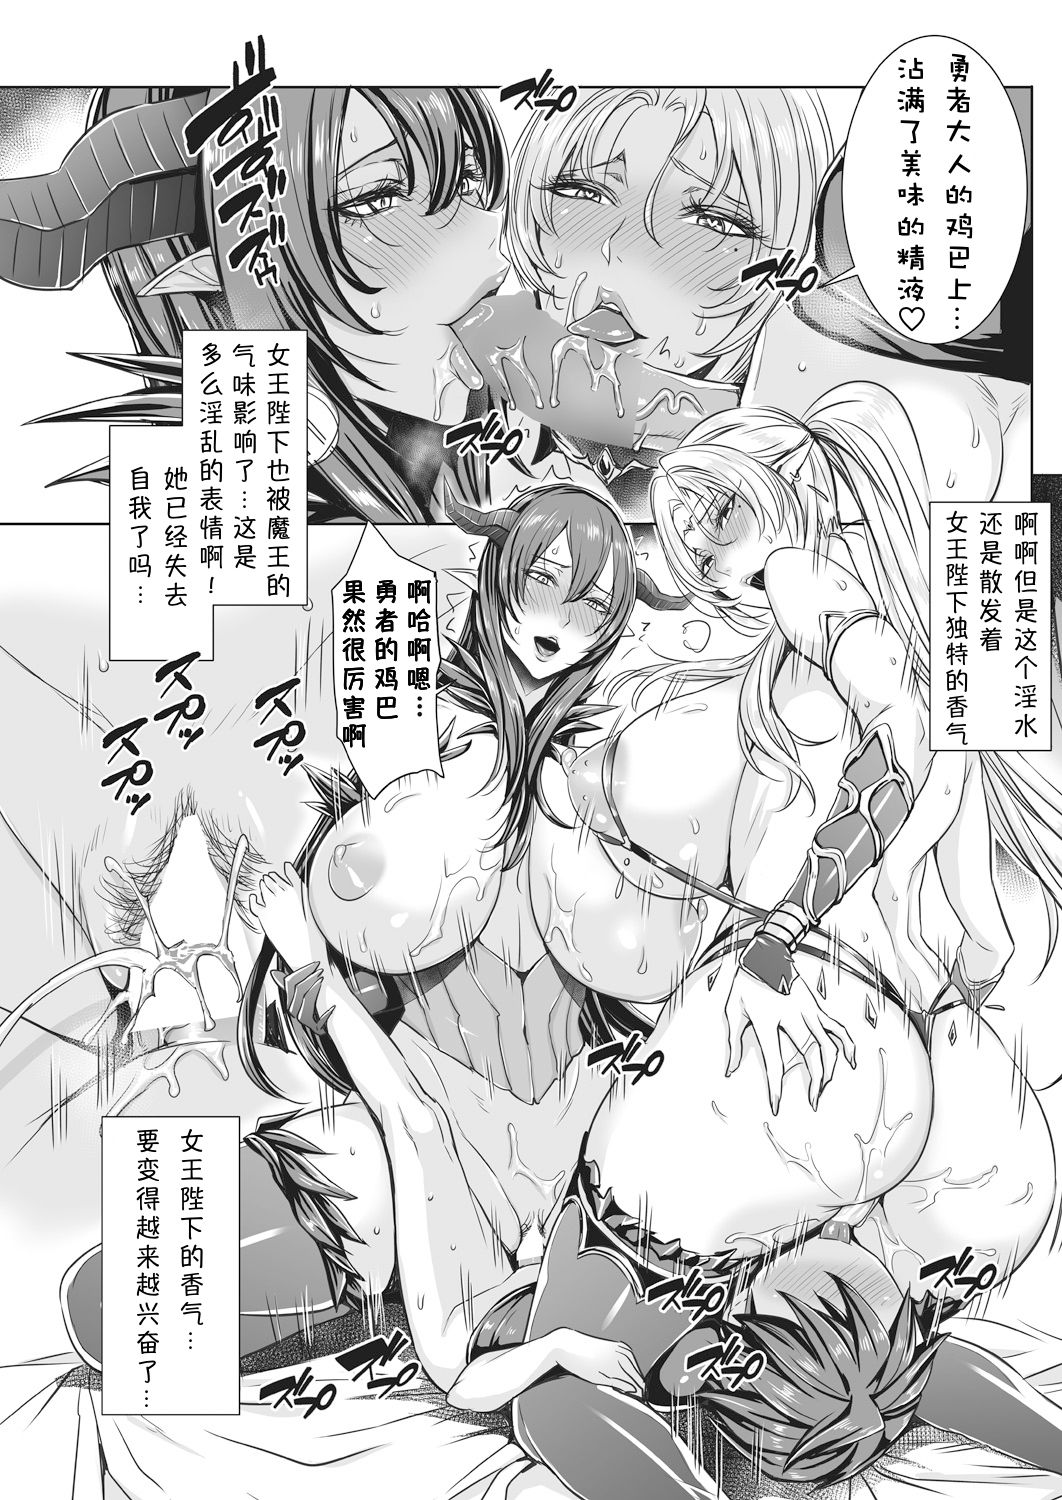 勇者大人的鸡巴上…
沾满了美味的精液♡
女王陛下也被魔王的
气味影响了…这是
多么淫乱的表情啊！
她已经失去
自我了吗…
啊啊但是这个淫水
还是散发着
女王陛下独特的香气
啊哈啊嗯…
勇者的鸡巴
果然很厉害啊
女王陛下的香气…
要变得越来越兴奋了…